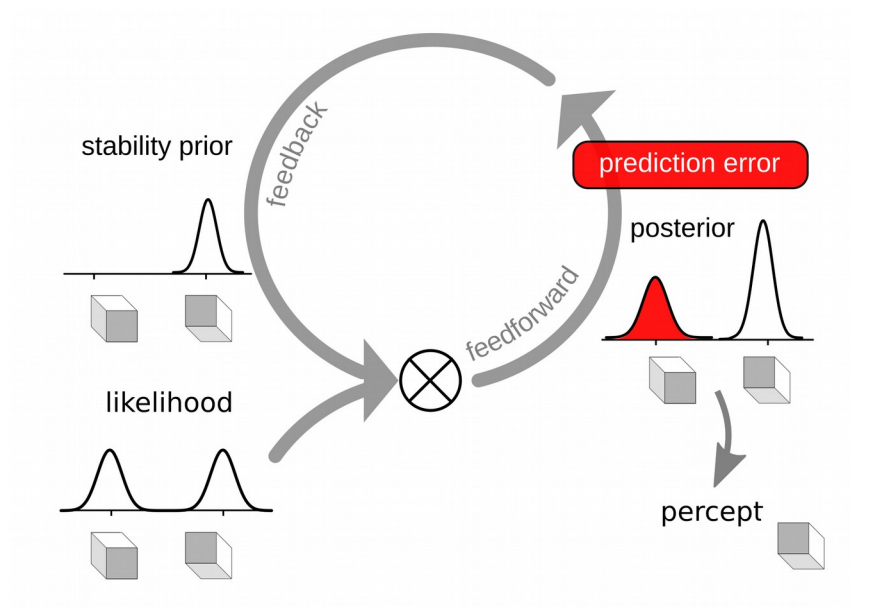 stability prior
feedback
prediction error
posterior
feedforward
likelihood
percept